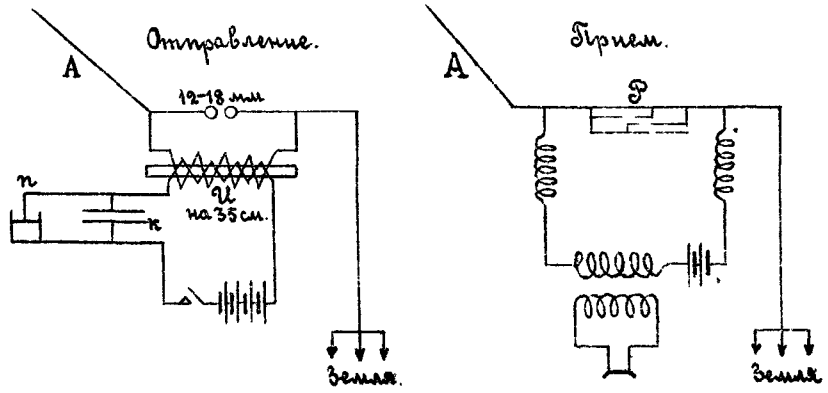 Отправление.
Прием.
А
А
12-18 мм
Р
п
к
И
на 35 см.
Земля.
Земля